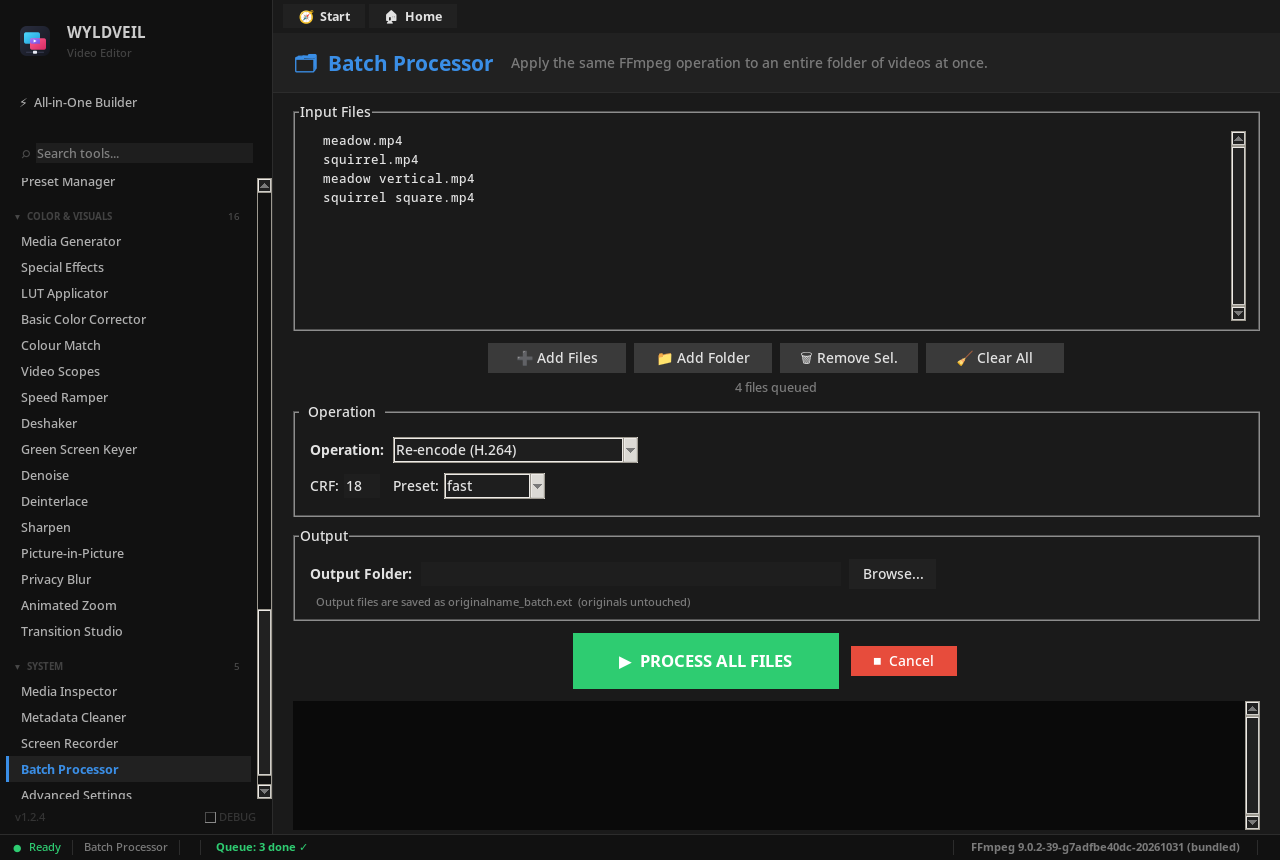 WYLDVEIL
Video Editor
⚡ All-in-One Builder
Search tools...
Preset Manager
▾ COLOR & VISUALS 16
Media Generator
Special Effects
LUT Applicator
Basic Color Corrector
Colour Match
Video Scopes
Speed Ramper
Deshaker
Green Screen Keyer
Denoise
Deinterlace
Sharpen
Picture-in-Picture
Privacy Blur
Animated Zoom
Transition Studio
▾ SYSTEM 5
Media Inspector
Metadata Cleaner
Screen Recorder
Batch Processor
Advanced Settings
v1.2.4 DEBUG
🧭 Start 🏠 Home
Batch Processor Apply the same FFmpeg operation to an entire folder of videos at once.
Input Files
meadow.mp4
squirrel.mp4
meadow vertical.mp4
squirrel square.mp4
➕ Add Files 📁 Add Folder 🗑 Remove Sel. 🧹 Clear All
4 files queued
Operation
Operation: Re-encode (H.264)
CRF: 18 Preset: fast
Output
Output Folder: Browse...
Output files are saved as originalname_batch.ext (originals untouched)
▶ PROCESS ALL FILES ■ Cancel
● Ready Batch Processor Queue: 3 done ✓ FFmpeg 9.0.2-39-g7adfbe40dc-20261031 (bundled)